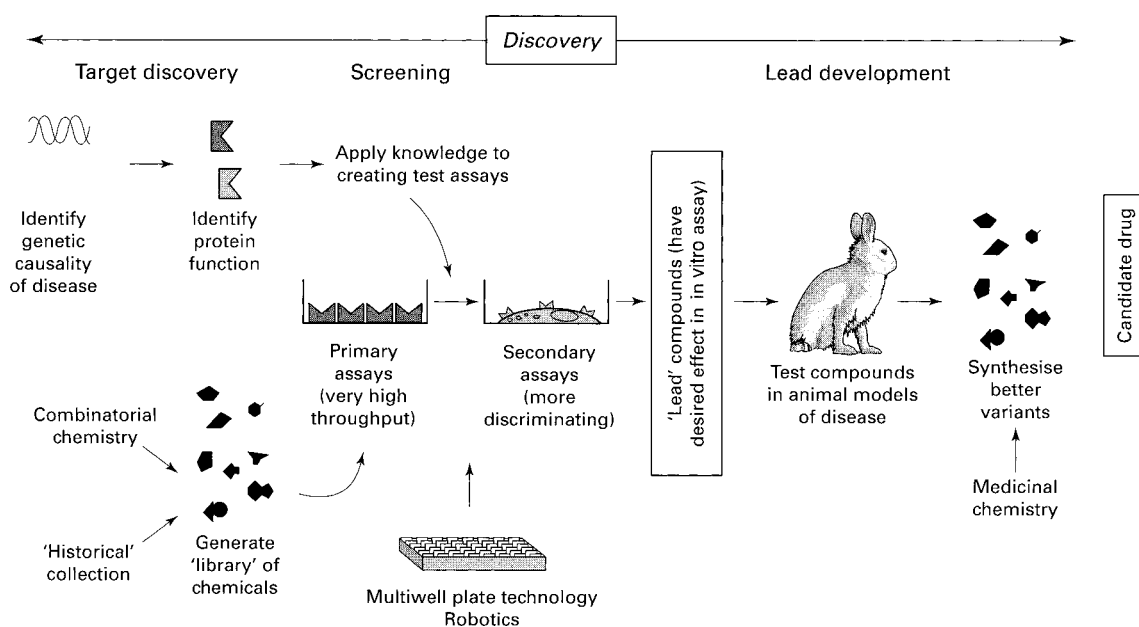 Discovery
Target discovery
Screening
Lead development
Identify
genetic
causality
of disease
Identify
protein
function
Apply knowledge to
creating test assays
Primary
assays
(very high
throughput)
Secondary
assays
(more
discriminating)
'Lead' compounds (have
desired effect in in vitro assay)
Test compounds
in animal models
of disease
Synthesise
better
variants
Candidate drug
Medicinal
chemistry
Combinatorial
chemistry
'Historical'
collection
Generate
'library' of
chemicals
Multiwell plate technology
Robotics